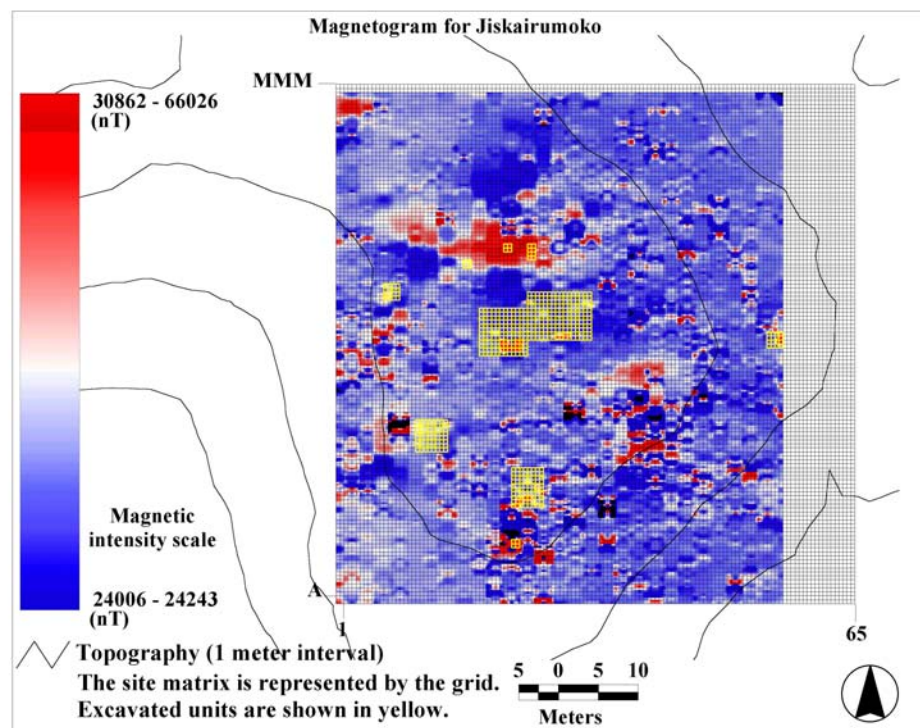 Magnetogram for Jiskairumoko
MMM
30862 - 66026
(nT)
Magnetic
intensity scale
24006 - 24243
(nT)
A
1
65
Topography (1 meter interval)
The site matrix is represented by the grid.
Excavated units are shown in yellow.
5 0 5 10
Meters